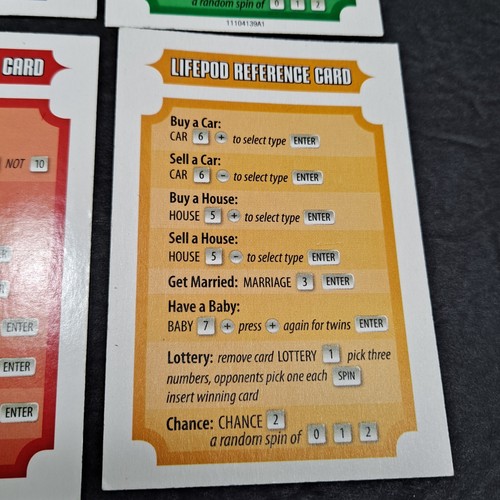 a random spin of 0 1 2
11104139A1
CARD
NOT 10
ENTER
ENTER
ENTER
LIFEPOD REFERENCE CARD
Buy a Car:
CAR 6 + to select type ENTER
Sell a Car:
CAR 6 - to select type ENTER
Buy a House:
HOUSE 5 + to select type ENTER
Sell a House:
HOUSE 5 - to select type ENTER
Get Married: MARRIAGE 3 ENTER
Have a Baby:
BABY 7 + press + again for twins ENTER
Lottery: remove card LOTTERY 1 pick three
numbers, opponents pick one each SPIN
insert winning card
Chance: CHANCE 2
a random spin of 0 1 2